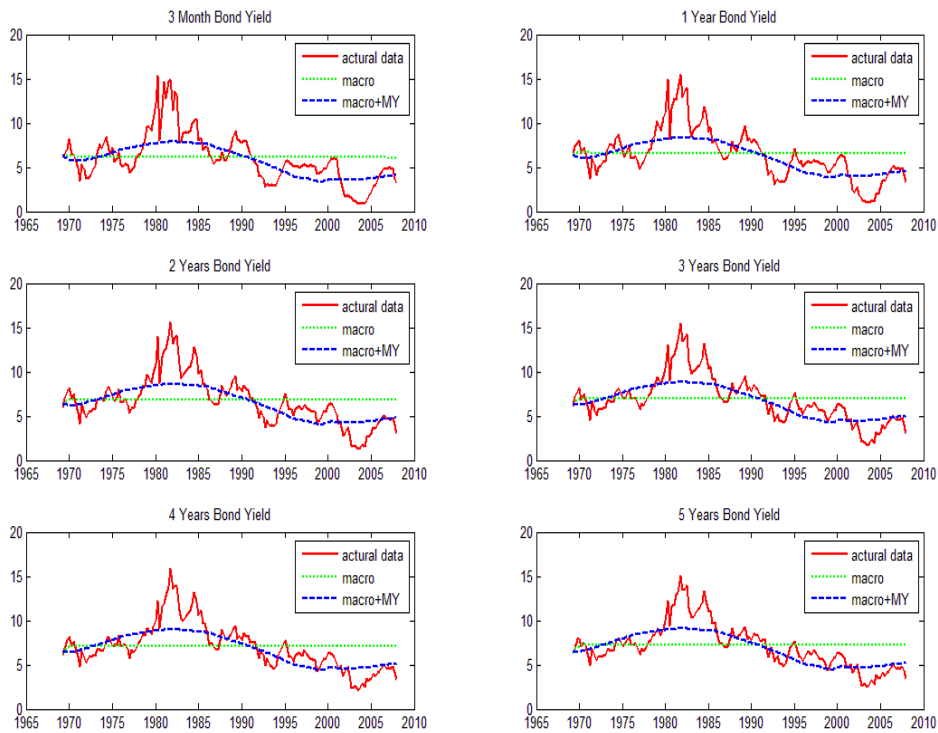 3 Month Bond Yield
20
15
10
5
0
1965 1970 1975 1980 1985 1990 1995 2000 2005 2010
actural data
macro
macro+MY
1 Year Bond Yield
20
15
10
5
0
1965 1970 1975 1980 1985 1990 1995 2000 2005 2010
actural data
macro
macro+MY
2 Years Bond Yield
20
15
10
5
0
1965 1970 1975 1980 1985 1990 1995 2000 2005 2010
actural data
macro
macro+MY
3 Years Bond Yield
20
15
10
5
0
1965 1970 1975 1980 1985 1990 1995 2000 2005 2010
actural data
macro
macro+MY
4 Years Bond Yield
20
15
10
5
0
1965 1970 1975 1980 1985 1990 1995 2000 2005 2010
actural data
macro
macro+MY
5 Years Bond Yield
20
15
10
5
0
1965 1970 1975 1980 1985 1990 1995 2000 2005 2010
actural data
macro
macro+MY